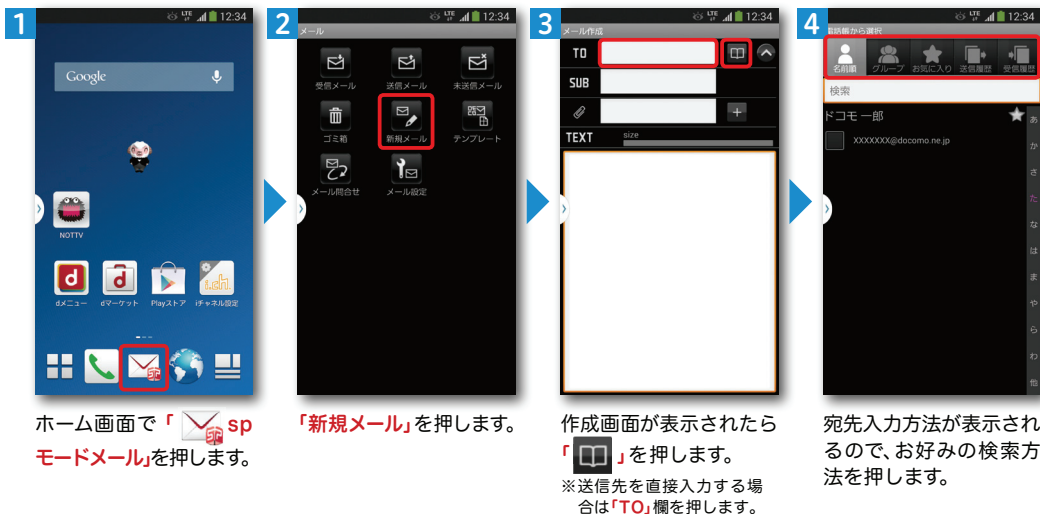 1
LTE 12:34
Google
NOTTV
dメニュー
dマーケット
Playストア
iチャネル設定
ホーム画面で「 sp
モードメール」を押します。
2
LTE 12:34
メール
受信メール
送信メール
未送信メール
ゴミ箱
新規メール
テンプレート
メール問合せ
メール設定
「新規メール」を押します。
3
LTE 12:34
メール作成
TO
SUB
TEXT size
作成画面が表示されたら
「 」を押します。
※送信先を直接入力する場
合は「TO」欄を押します。
4
LTE 12:34
電話帳から選択
名前順
グループ
お気に入り
送信履歴
受信履歴
検索
ドコモ 一郎
XXXXXXX@docomo.ne.jp
あ
か
さ
た
な
は
ま
や
ら
わ
他
宛先入力方法が表示され
るので、お好みの検索方
法を押します。